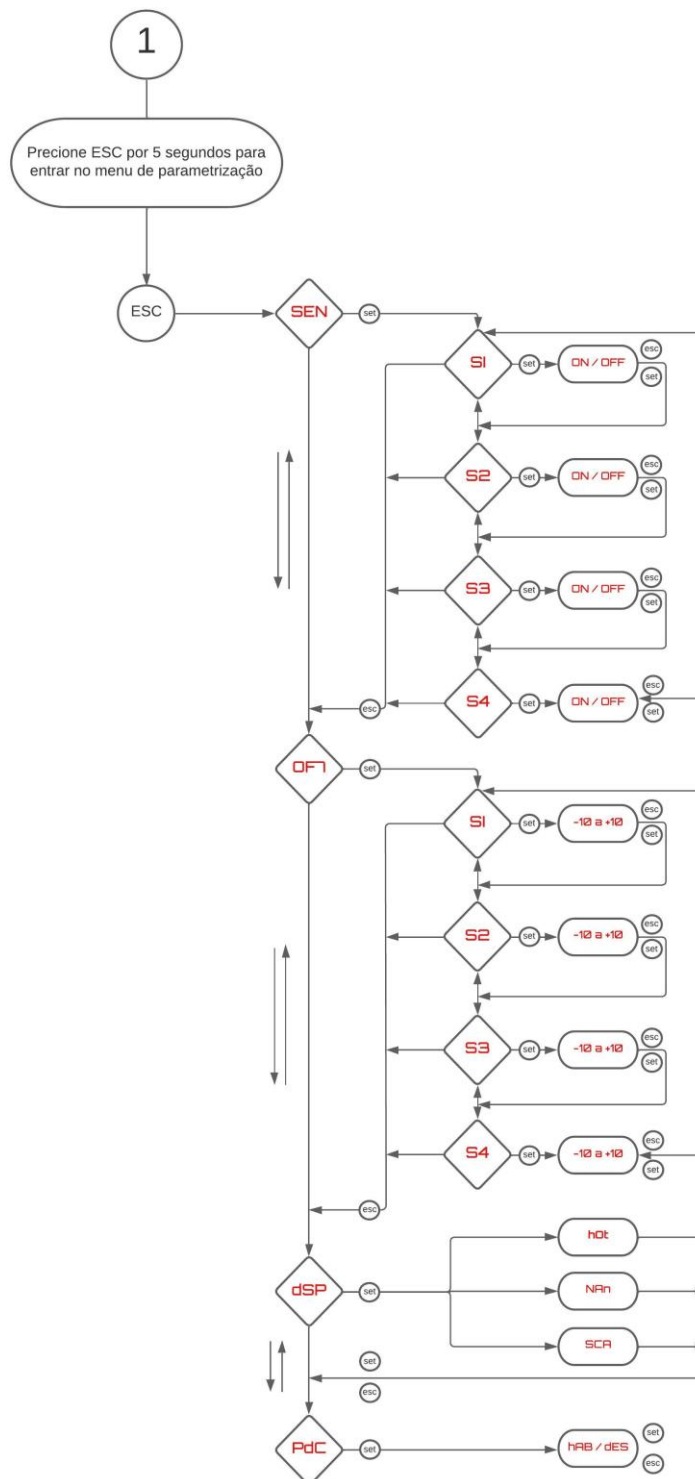 1
Precione ESC por 5 segundos para
entrar no menu de parametrização
ESC
SEN
set
S1
set
ON / OFF
esc
set
S2
set
ON / OFF
esc
set
S3
set
ON / OFF
esc
set
S4
set
ON / OFF
esc
set
esc
OFT
set
S1
set
-10 a +10
esc
set
S2
set
-10 a +10
esc
set
S3
set
-10 a +10
esc
set
S4
set
-10 a +10
esc
set
esc
hOt
dSP
set
NAn
SCA
set
esc
PdC
set
hAB / dES
set
esc